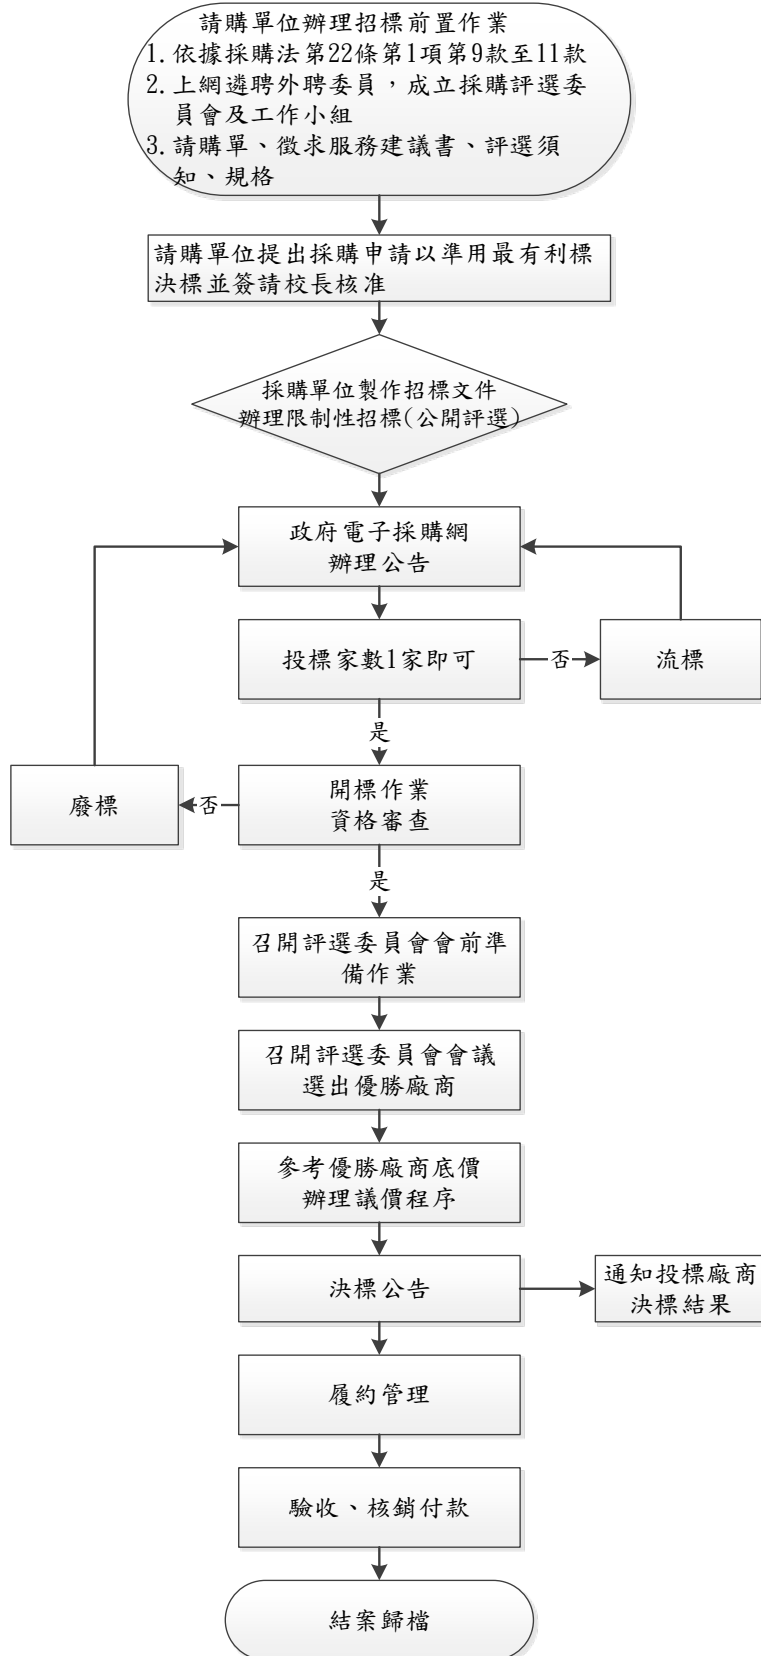 請購單位辦理招標前置作業
1. 依據採購法第22條第1項第9款至11款
2. 上網遴聘外聘委員，成立採購評選委
員會及工作小組
3. 請購單、徵求服務建議書、評選須
知、規格
請購單位提出採購申請以準用最有利標
決標並簽請校長核准
採購單位製作招標文件
辦理限制性招標(公開評選)
政府電子採購網
辦理公告
投標家數1家即可
否
流標
是
廢標
否
開標作業
資格審查
是
召開評選委員會會前準
備作業
召開評選委員會會議
選出優勝廠商
參考優勝廠商底價
辦理議價程序
決標公告
通知投標廠商
決標結果
履約管理
驗收、核銷付款
結案歸檔